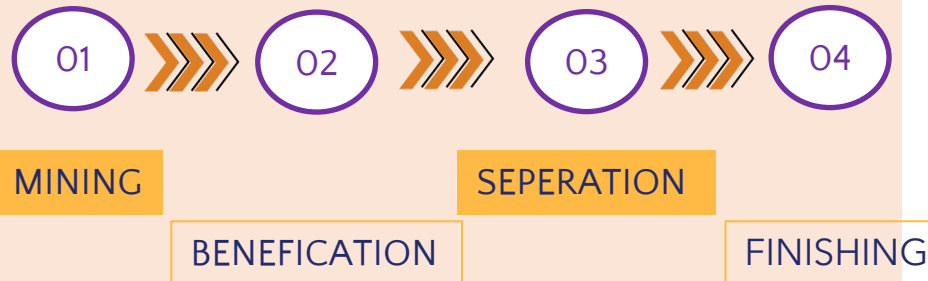 01 02 03 04
MINING SEPERATION
BENEFICATION FINISHING